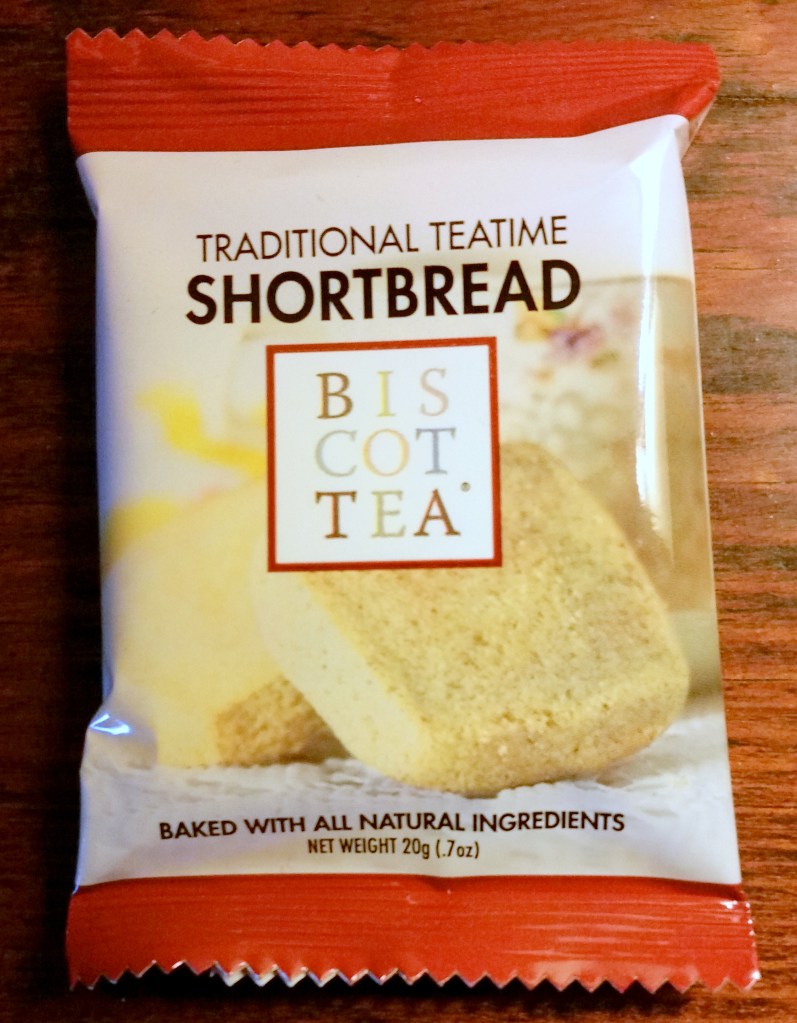 TRADITIONAL TEATIME
SHORTBREAD
BIS
COT
TEA®
BAKED WITH ALL NATURAL INGREDIENTS
NET WEIGHT 20g (.7oz)